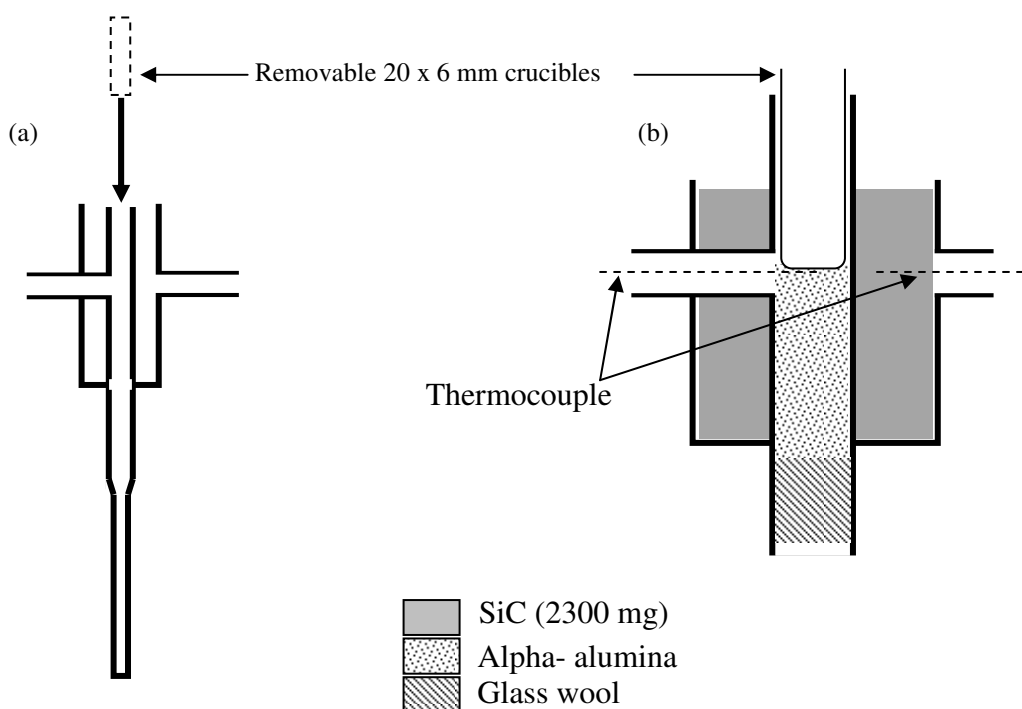 Removable 20 x 6 mm crucibles
(a)
(b)
Thermocouple
SiC (2300 mg)
Alpha- alumina
Glass wool